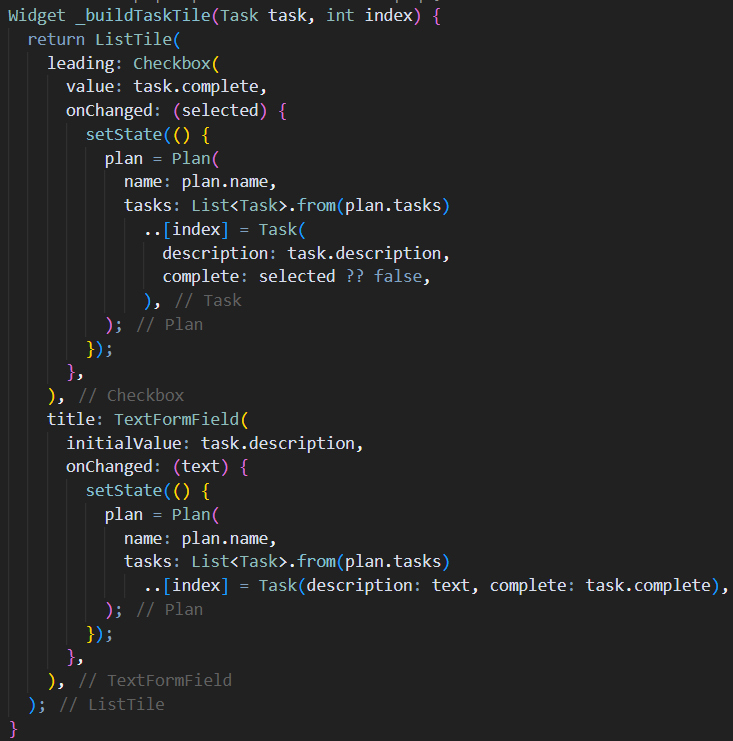 Widget _buildTaskTile(Task task, int index) {
  return ListTile(
    leading: Checkbox(
      value: task.complete,
      onChanged: (selected) {
        setState(() {
          plan = Plan(
            name: plan.name,
            tasks: List<Task>.from(plan.tasks)
              ..[index] = Task(
                description: task.description,
                complete: selected ?? false,
              ), // Task
          ); // Plan
        });
      },
    ), // Checkbox
    title: TextFormField(
      initialValue: task.description,
      onChanged: (text) {
        setState(() {
          plan = Plan(
            name: plan.name,
            tasks: List<Task>.from(plan.tasks)
              ..[index] = Task(description: text, complete: task.complete),
          ); // Plan
        });
      },
    ), // TextFormField
  ); // ListTile
}